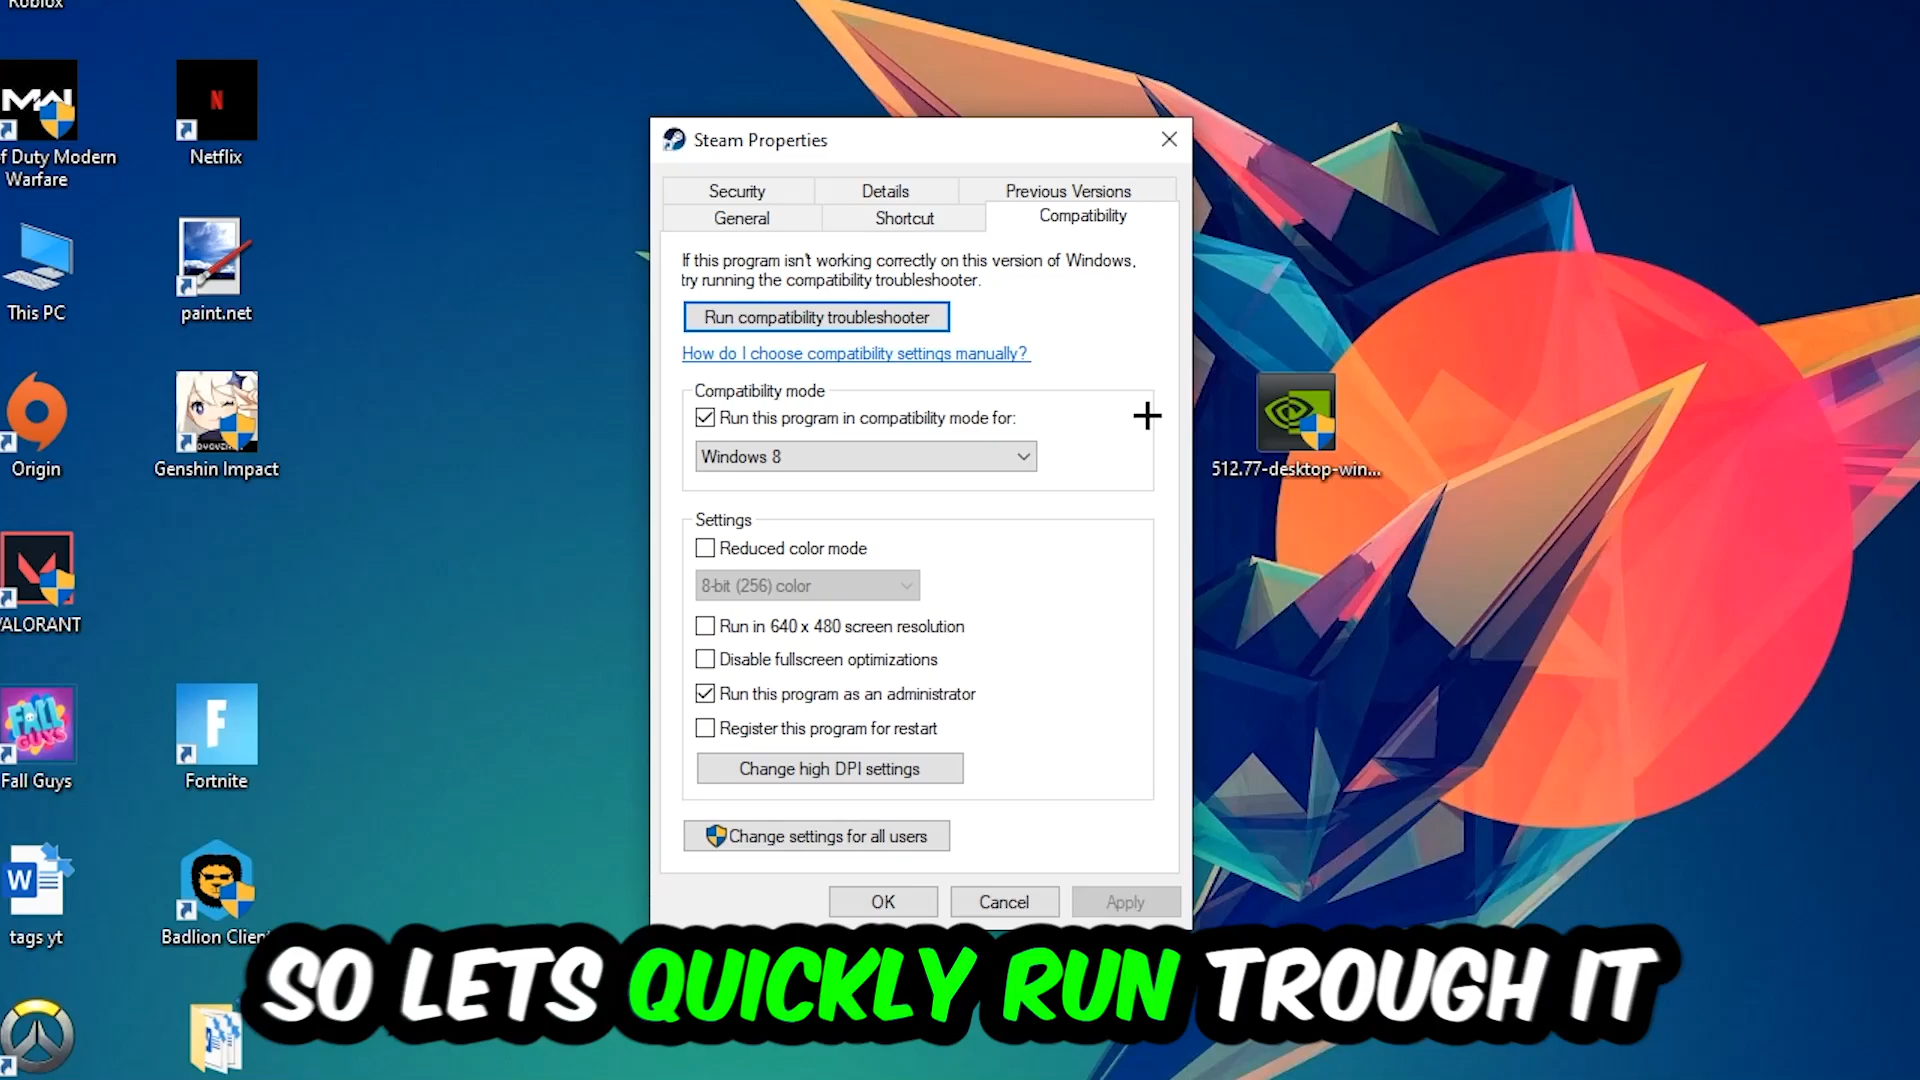 Roblox
Netflix
f Duty Modern
Warfare
This PC
paint.net
Origin
Genshin Impact
VALORANT
Fall Guys
Fortnite
W
tags yt
Badlion Client
Steam Properties
Security
Details
Previous Versions
General
Shortcut
Compatibility
If this program isn't working correctly on this version of Windows,
try running the compatibility troubleshooter.
Run compatibility troubleshooter
How do I choose compatibility settings manually?
Compatibility mode
Run this program in compatibility mode for:
Windows 8
Settings
Reduced color mode
8-bit (256) color
Run in 640 x 480 screen resolution
Disable fullscreen optimizations
Run this program as an administrator
Register this program for restart
Change high DPI settings
Change settings for all users
OK
Cancel
Apply
512.77-desktop-win...
SO LETS QUICKLY RUN TROUGH IT